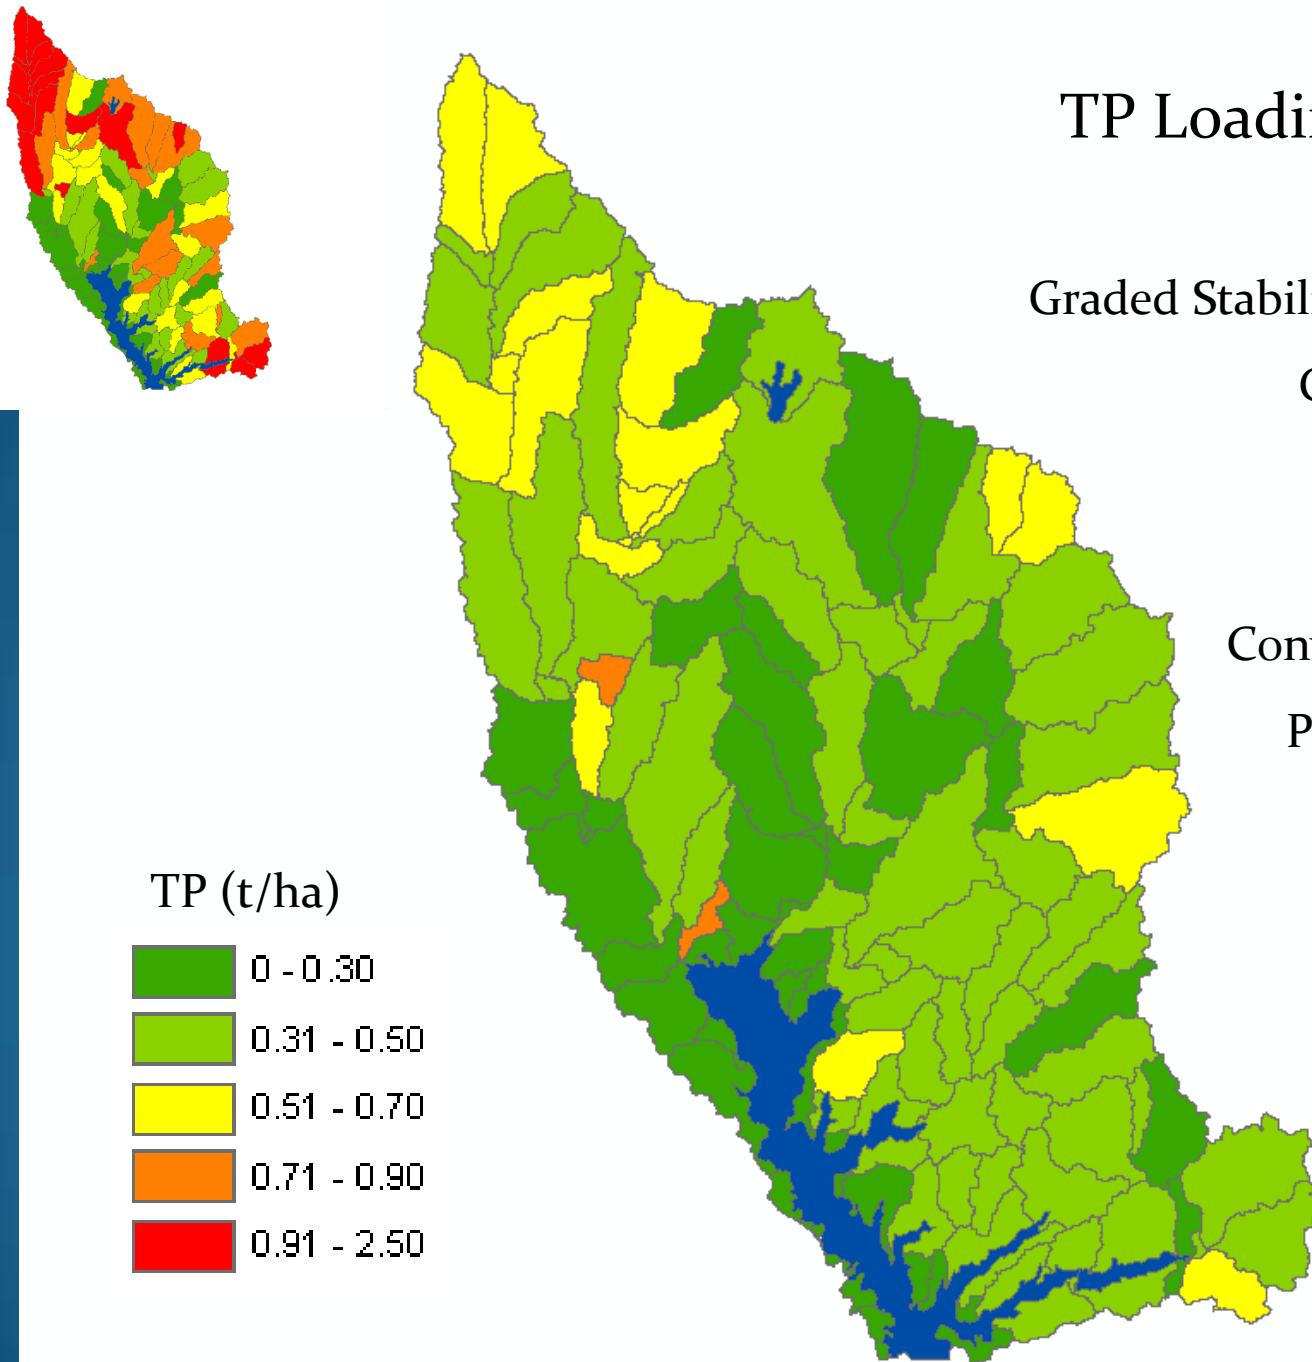 TP Loadi
Graded Stabili
C
Con
P
TP (t/ha)
0 - 0.30
0.31 - 0.50
0.51 - 0.70
0.71 - 0.90
0.91 - 2.50